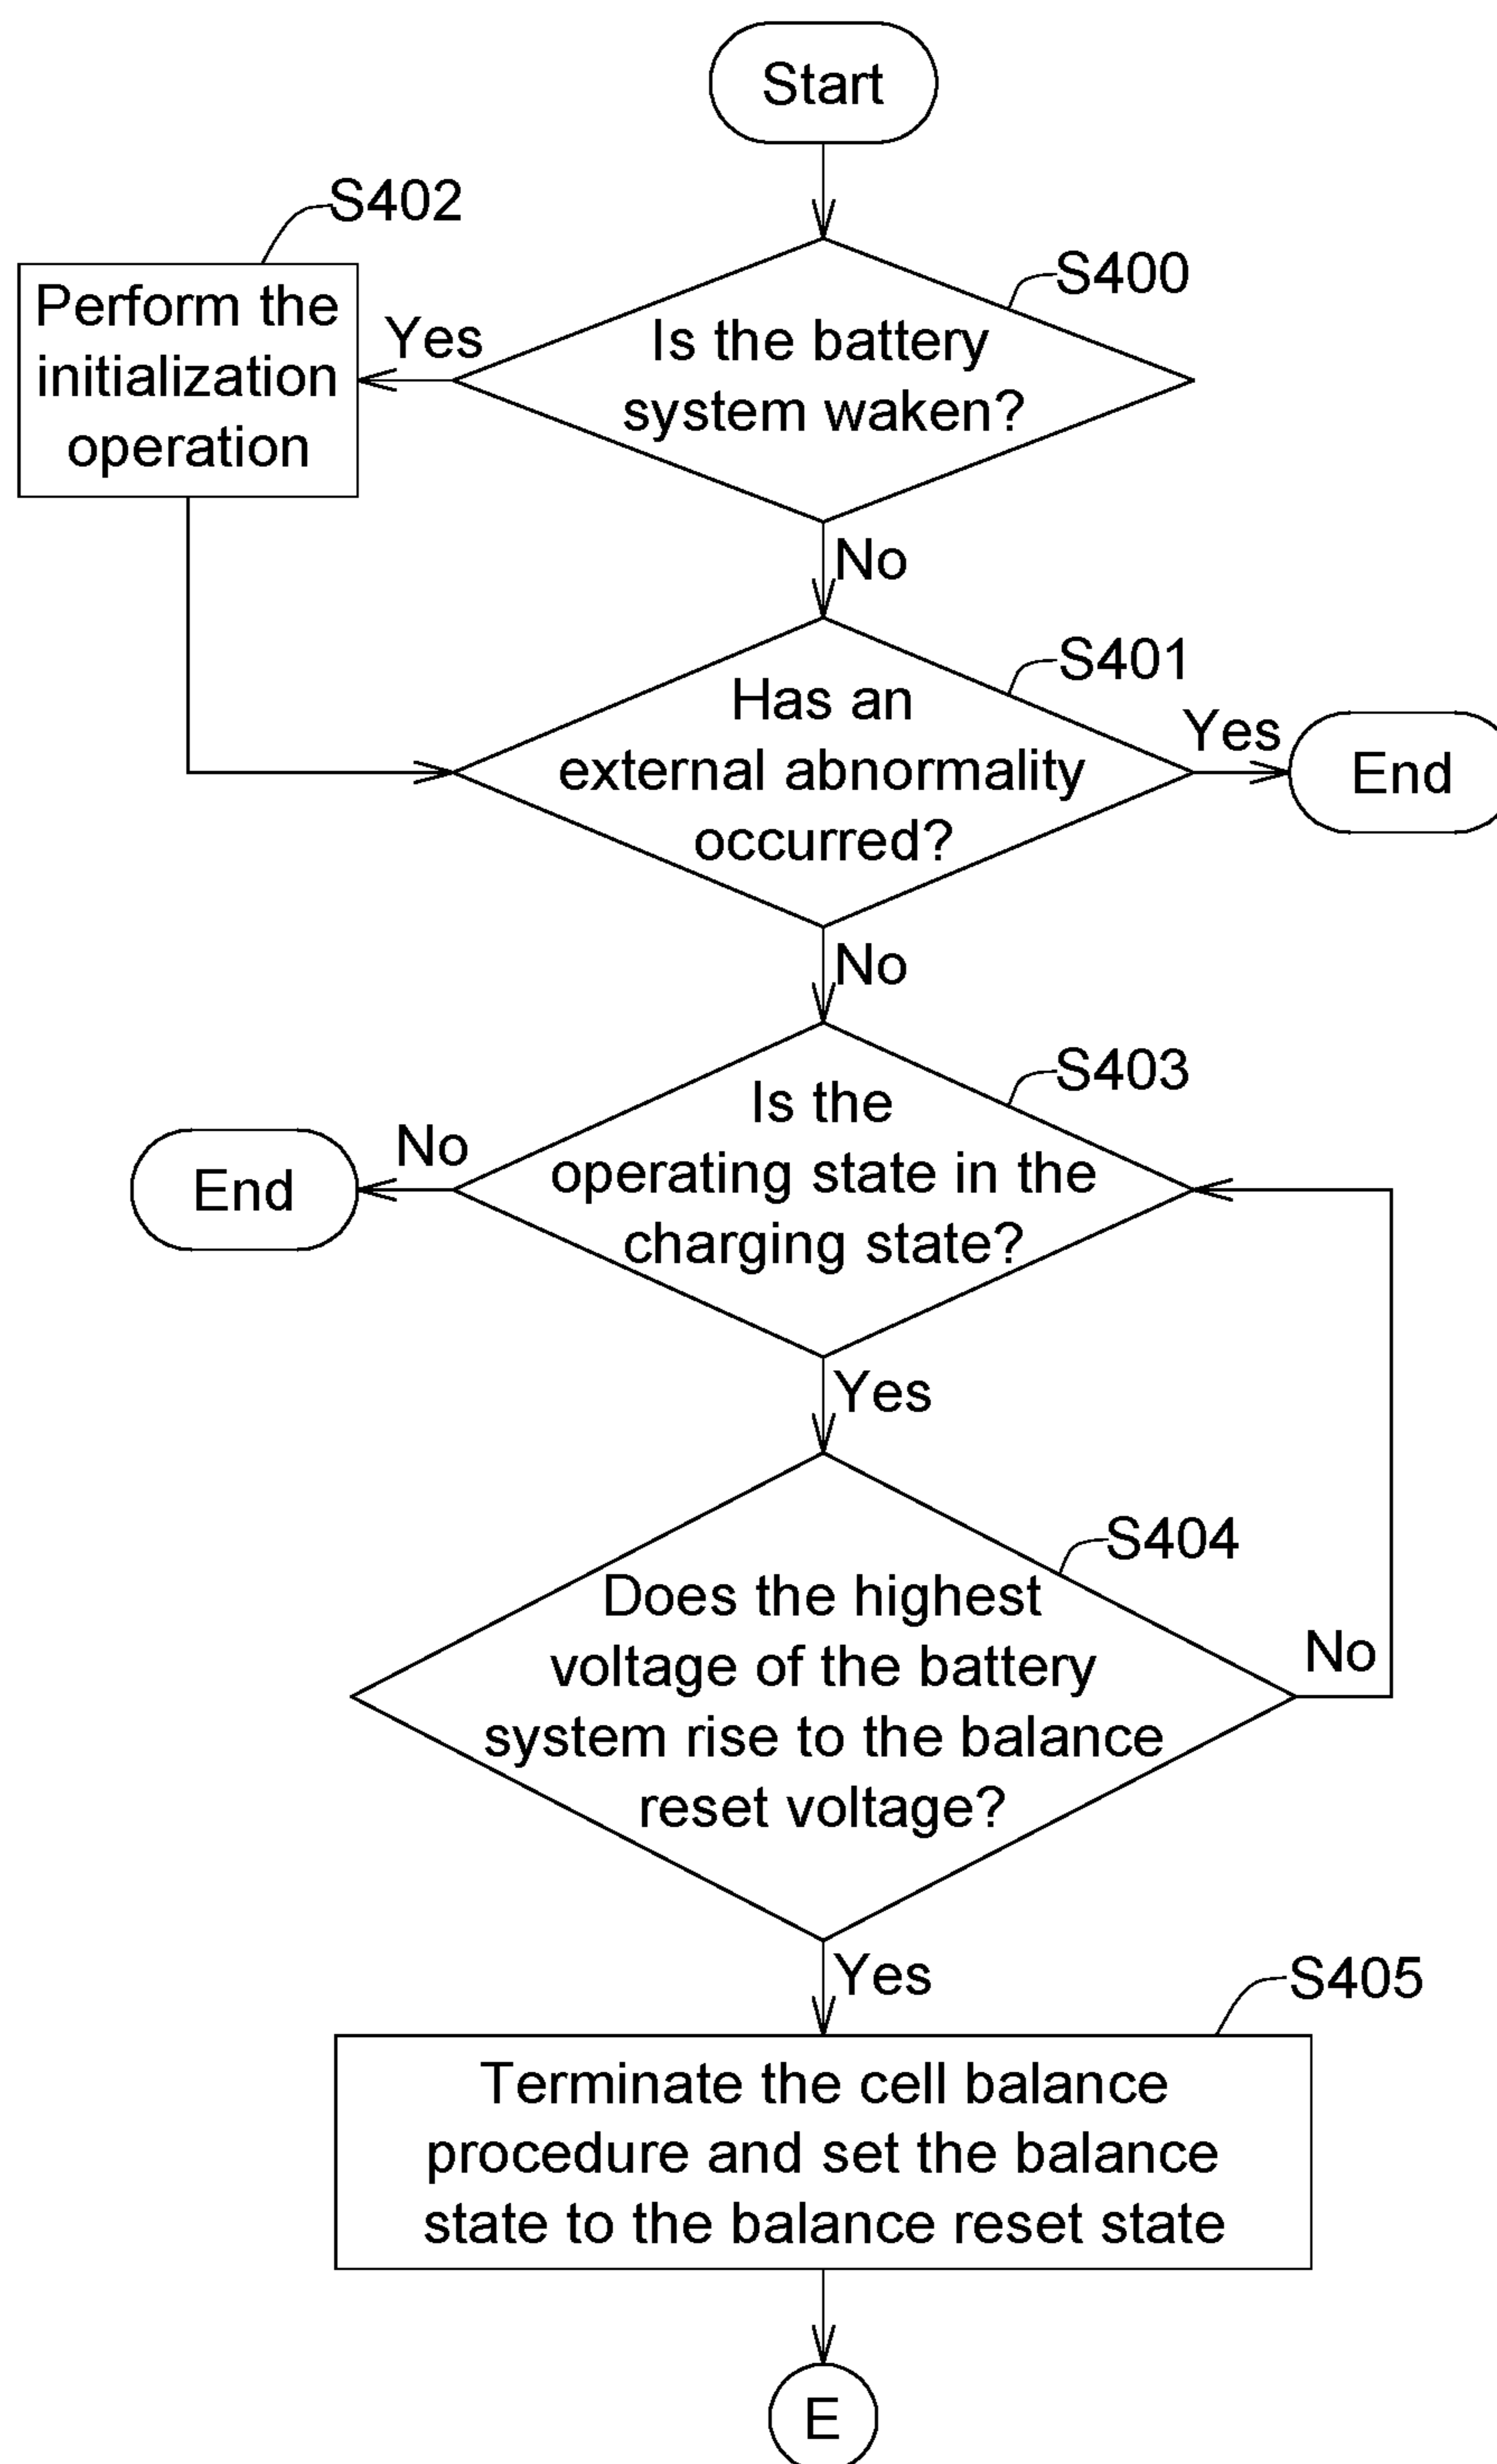 Start
S402
S400
Perform the
initialization
operation
Yes
Is the battery
system waken?
No
S401
Has an
external abnormality
occurred?
Yes
End
No
S403
Is the
operating state in the
charging state?
No
End
Yes
S404
Does the highest
voltage of the battery
system rise to the balance
reset voltage?
No
Yes
S405
Terminate the cell balance
procedure and set the balance
state to the balance reset state
E